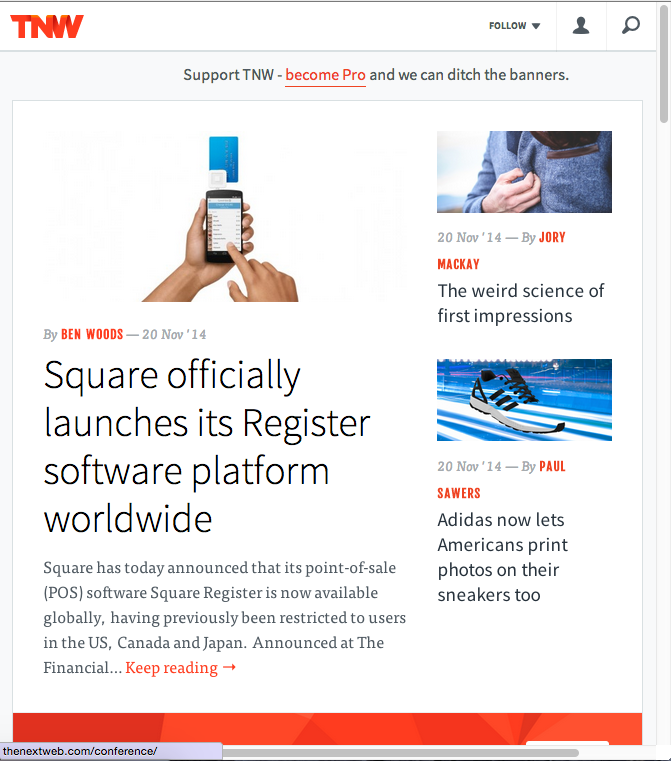 TNW
FOLLOW
Support TNW - become Pro and we can ditch the banners.
By BEN WOODS — 20 Nov '14
Square officially
launches its Register
software platform
worldwide
Square has today announced that its point-of-sale
(POS) software Square Register is now available
globally, having previously been restricted to users
in the US, Canada and Japan. Announced at The
Financial... Keep reading →
20 Nov '14 — By JORY
MACKAY
The weird science of
first impressions
20 Nov '14 — By PAUL
SAWERS
Adidas now lets
Americans print
photos on their
sneakers too
thenextweb.com/conference/